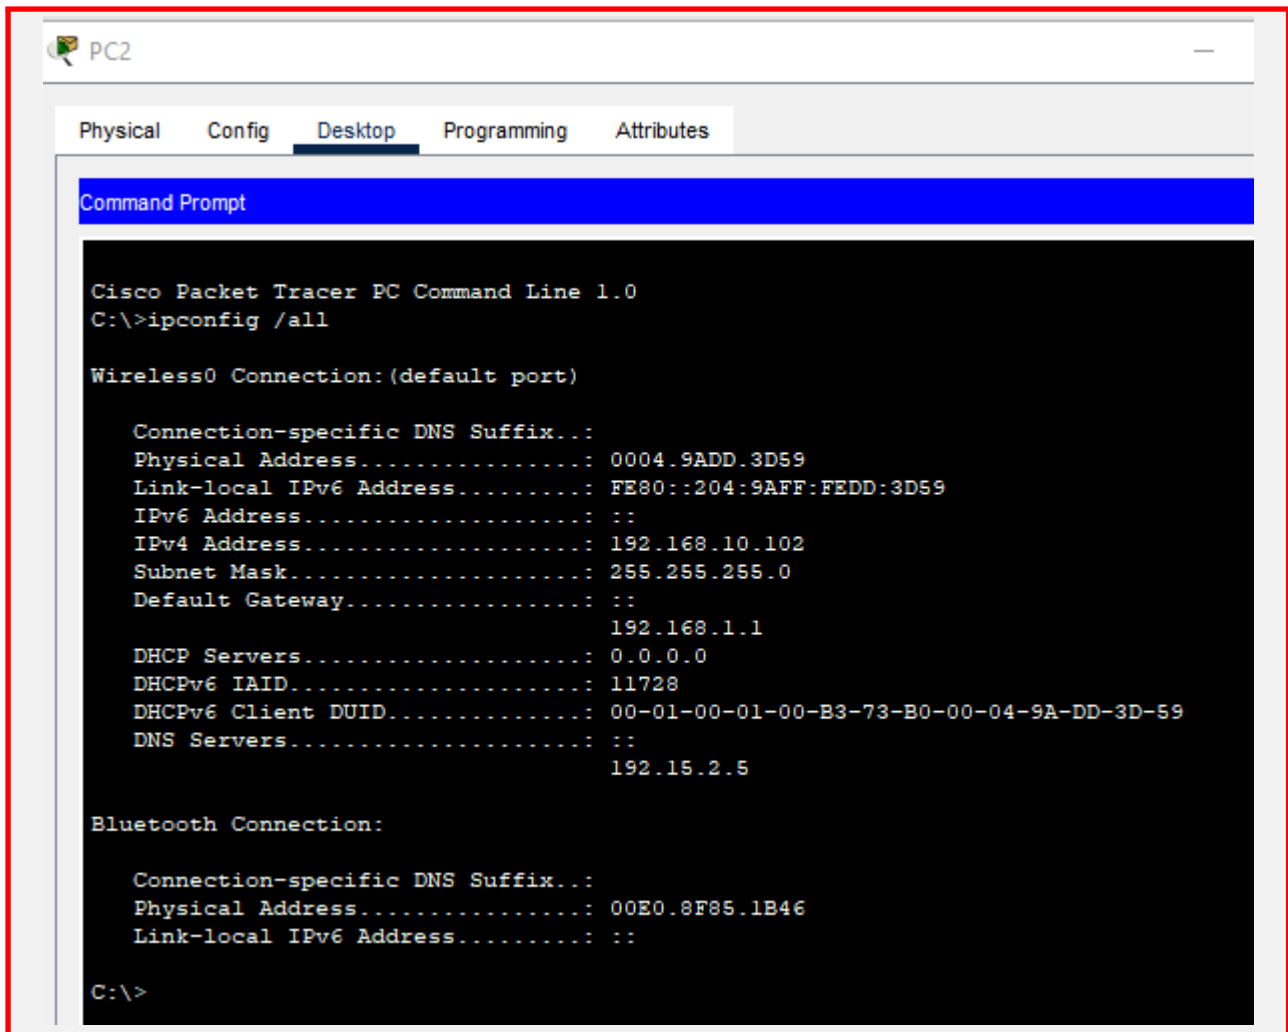 PC2
Physical Config Desktop Programming Attributes
Command Prompt
Cisco Packet Tracer PC Command Line 1.0
C:\>ipconfig /all
Wireless0 Connection:(default port)
Connection-specific DNS Suffix..:
Physical Address................: 0004.9ADD.3D59
Link-local IPv6 Address.........: FE80::204:9AFF:FEDD:3D59
IPv6 Address....................: ::
IPv4 Address....................: 192.168.10.102
Subnet Mask.....................: 255.255.255.0
Default Gateway.................: ::
192.168.1.1
DHCP Servers....................: 0.0.0.0
DHCPv6 IAID.....................: 11728
DHCPv6 Client DUID..............: 00-01-00-01-00-B3-73-B0-00-04-9A-DD-3D-59
DNS Servers.....................: ::
192.15.2.5
Bluetooth Connection:
Connection-specific DNS Suffix..:
Physical Address................: 00E0.8F85.1B46
Link-local IPv6 Address.........: ::
C:\>